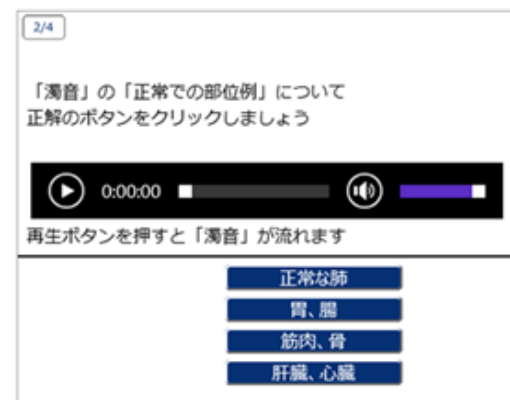 2/4
「濁音」の「正常での部位例」について
正解のボタンをクリックしましょう
0:00:00
再生ボタンを押すと「濁音」が流れます
正常な肺
胃、腸
筋肉、骨
肝臓、心臓